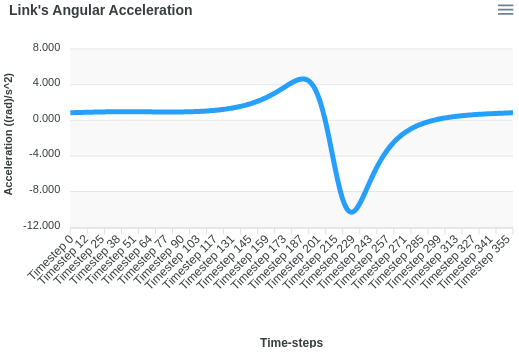 Link's Angular Acceleration
Acceleration ((rad)/s^2)
8.000
4.000
0.000
-4.000
-8.000
-12.000
Timestep 0
Timestep 12
Timestep 25
Timestep 38
Timestep 51
Timestep 64
Timestep 77
Timestep 90
Timestep 103
Timestep 117
Timestep 131
Timestep 145
Timestep 159
Timestep 173
Timestep 187
Timestep 201
Timestep 215
Timestep 229
Timestep 243
Timestep 257
Timestep 271
Timestep 285
Timestep 299
Timestep 313
Timestep 327
Timestep 341
Timestep 355
Time-steps